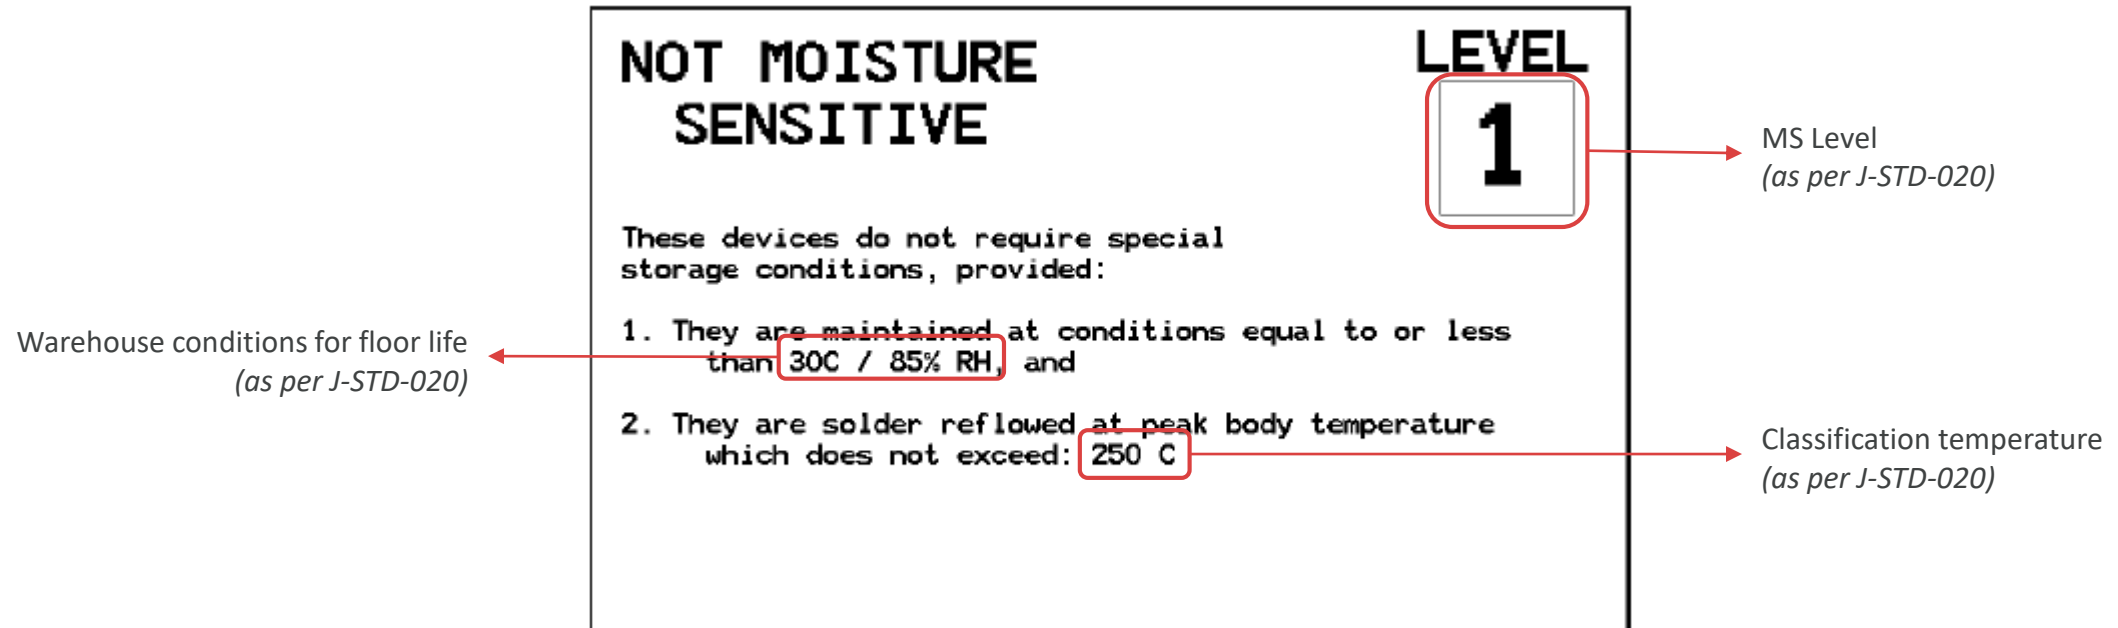 NOT MOISTURE
SENSITIVE
LEVEL
1
MS Level
(as per J-STD-020)
These devices do not require special
storage conditions, provided:
1. They are maintained at conditions equal to or less
than 30C / 85% RH, and
Warehouse conditions for floor life
(as per J-STD-020)
2. They are solder reflowed at peak body temperature
which does not exceed: 250 C
Classification temperature
(as per J-STD-020)